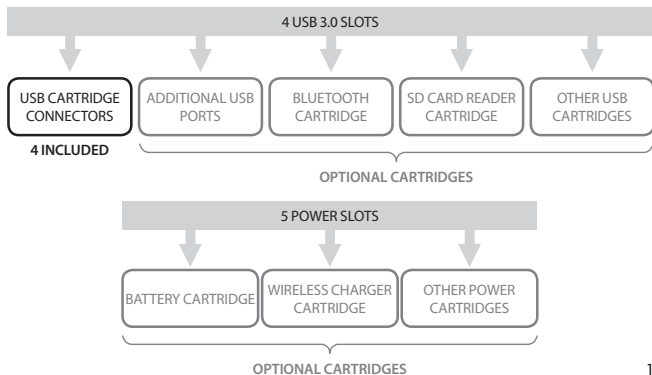 4 USB 3.0 SLOTS
USB CARTRIDGE
CONNECTORS
ADDITIONAL USB
PORTS
BLUETOOTH
CARTRIDGE
SD CARD READER
CARTRIDGE
OTHER USB
CARTRIDGES
4 INCLUDED
OPTIONAL CARTRIDGES
5 POWER SLOTS
BATTERY CARTRIDGE
WIRELESS CHARGER
CARTRIDGE
OTHER POWER
CARTRIDGES
OPTIONAL CARTRIDGES
1